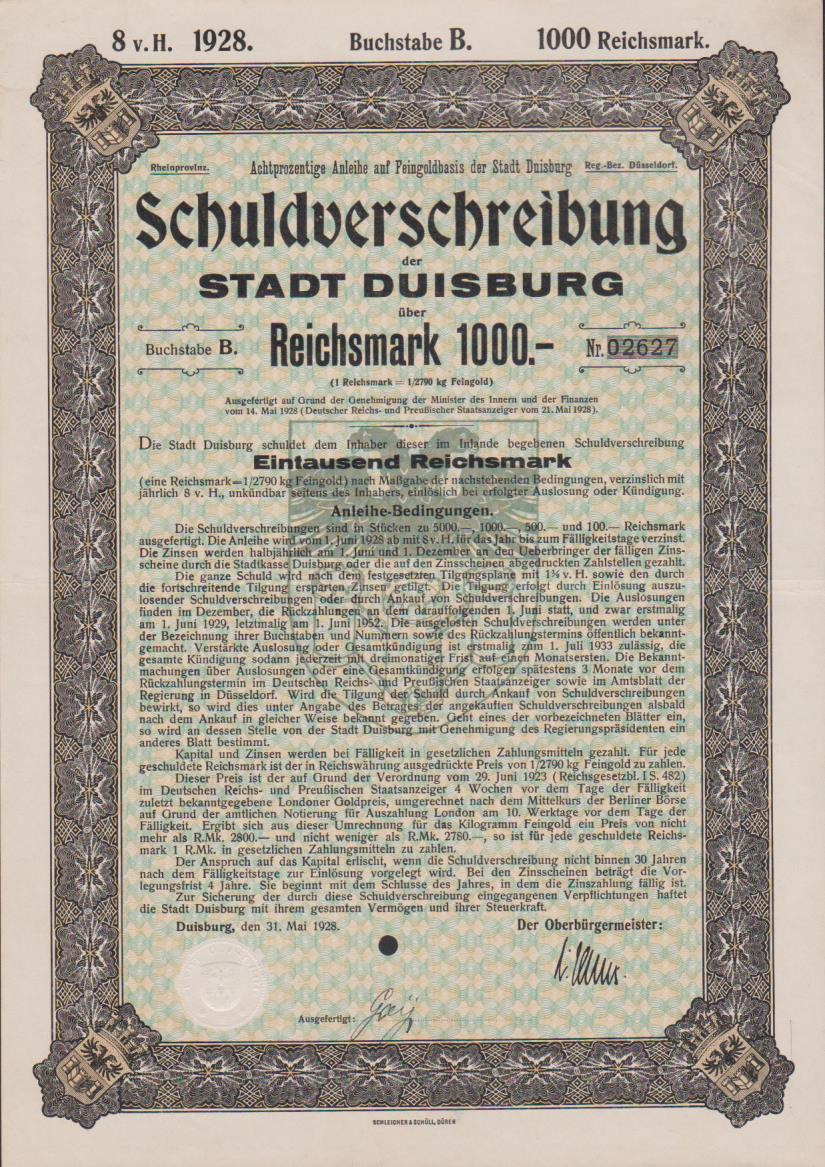 8 v. H. 1928. Buchstabe B. 1000 Reichsmark.
Rheinprovinz. Achtprozentige Anleihe auf Feingoldbasis der Stadt Duisburg Reg.-Bez. Düsseldorf.
Schuldverschreibung
der
STADT DUISBURG
über
Buchstabe B. Reichsmark 1000.– Nr. 02627
(1 Reichsmark = 1/2790 kg Feingold)
Ausgefertigt auf Grund der Genehmigung der Minister des Innern und der Finanzen
vom 14. Mai 1928 (Deutscher Reichs- und Preußischer Staatsanzeiger vom 21. Mai 1928).
Die Stadt Duisburg schuldet dem Inhaber dieser im Inlande begebenen Schuldverschreibung
Eintausend Reichsmark
(eine Reichsmark=1/2790 kg Feingold) nach Maßgabe der nachstehenden Bedingungen, verzinslich mit
jährlich 8 v. H., unkündbar seitens des Inhabers, einlöslich bei erfolgter Auslosung oder Kündigung.
Anleihe-Bedingungen.
Die Schuldverschreibungen sind in Stücken zu 5000.—, 1000.—, 500.— und 100.— Reichsmark
ausgefertigt. Die Anleihe wird vom 1. Juni 1928 ab mit 8 v. H. für das Jahr bis zum Fälligkeitstage verzinst.
Die Zinsen werden halbjährlich am 1. Juni und 1. Dezember an den Ueberbringer der fälligen Zins-
scheine durch die Stadtkasse Duisburg oder die auf den Zinsscheinen abgedruckten Zahlstellen gezahlt.
Die ganze Schuld wird nach dem festgesetzten Tilgungsplane mit 1¾ v. H. sowie den durch
die fortschreitende Tilgung ersparten Zinsen getilgt. Die Tilgung erfolgt durch Einlösung auszu-
losender Schuldverschreibungen oder durch Ankauf von Schuldverschreibungen. Die Auslosungen
finden im Dezember, die Rückzahlungen an dem darauffolgenden 1. Juni statt, und zwar erstmalig
am 1. Juni 1929, letztmalig am 1. Juni 1952. Die ausgelosten Schuldverschreibungen werden unter
der Bezeichnung ihrer Buchstaben und Nummern sowie des Rückzahlungstermins öffentlich bekannt-
gemacht. Verstärkte Auslosung oder Gesamtkündigung ist erstmalig zum 1. Juli 1933 zulässig, die
gesamte Kündigung sodann jederzeit mit dreimonatiger Frist auf einen Monatsersten. Die Bekannt-
machungen über Auslosungen oder eine Gesamtkündigung erfolgen spätestens 3 Monate vor dem
Rückzahlungstermin im Deutschen Reichs- und Preußischen Staatsanzeiger sowie im Amtsblatt der
Regierung in Düsseldorf. Wird die Tilgung der Schuld durch Ankauf von Schuldverschreibungen
bewirkt, so wird dies unter Angabe des Betrages der angekauften Schuldverschreibungen alsbald
nach dem Ankauf in gleicher Weise bekannt gegeben. Geht eines der vorbezeichneten Blätter ein,
so wird an dessen Stelle von der Stadt Duisburg mit Genehmigung des Regierungspräsidenten ein
anderes Blatt bestimmt.
Kapital und Zinsen werden bei Fälligkeit in gesetzlichen Zahlungsmitteln gezahlt. Für jede
geschuldete Reichsmark ist der in Reichswährung ausgedrückte Preis von 1/2790 kg Feingold zu zahlen.
Dieser Preis ist der auf Grund der Verordnung vom 29. Juni 1923 (Reichsgesetzbl. I S. 482)
im Deutschen Reichs- und Preußischen Staatsanzeiger 4 Wochen vor dem Tage der Fälligkeit
zuletzt bekanntgegebene Londoner Goldpreis, umgerechnet nach dem Mittelkurs der Berliner Börse
auf Grund der amtlichen Notierung für Auszahlung London am 10. Werktage vor dem Tage der
Fälligkeit. Ergibt sich aus dieser Umrechnung für das Kilogramm Feingold ein Preis von nicht
mehr als R.Mk. 2800.— und nicht weniger als R.Mk. 2780.—, so ist für jede geschuldete Reichs-
mark 1 R.Mk. in gesetzlichen Zahlungsmitteln zu zahlen.
Der Anspruch auf das Kapital erlischt, wenn die Schuldverschreibung nicht binnen 30 Jahren
nach dem Fälligkeitstage zur Einlösung vorgelegt wird. Bei den Zinsscheinen beträgt die Vor-
legungsfrist 4 Jahre. Sie beginnt mit dem Schlusse des Jahres, in dem die Zinszahlung fällig ist.
Zur Sicherung der durch diese Schuldverschreibung eingegangenen Verpflichtungen haftet
die Stadt Duisburg mit ihrem gesamten Vermögen und ihrer Steuerkraft.
Duisburg, den 31. Mai 1928. Der Oberbürgermeister:
Ausgefertigt:
SCHLEICHER & SCHÜLL, DÜREN